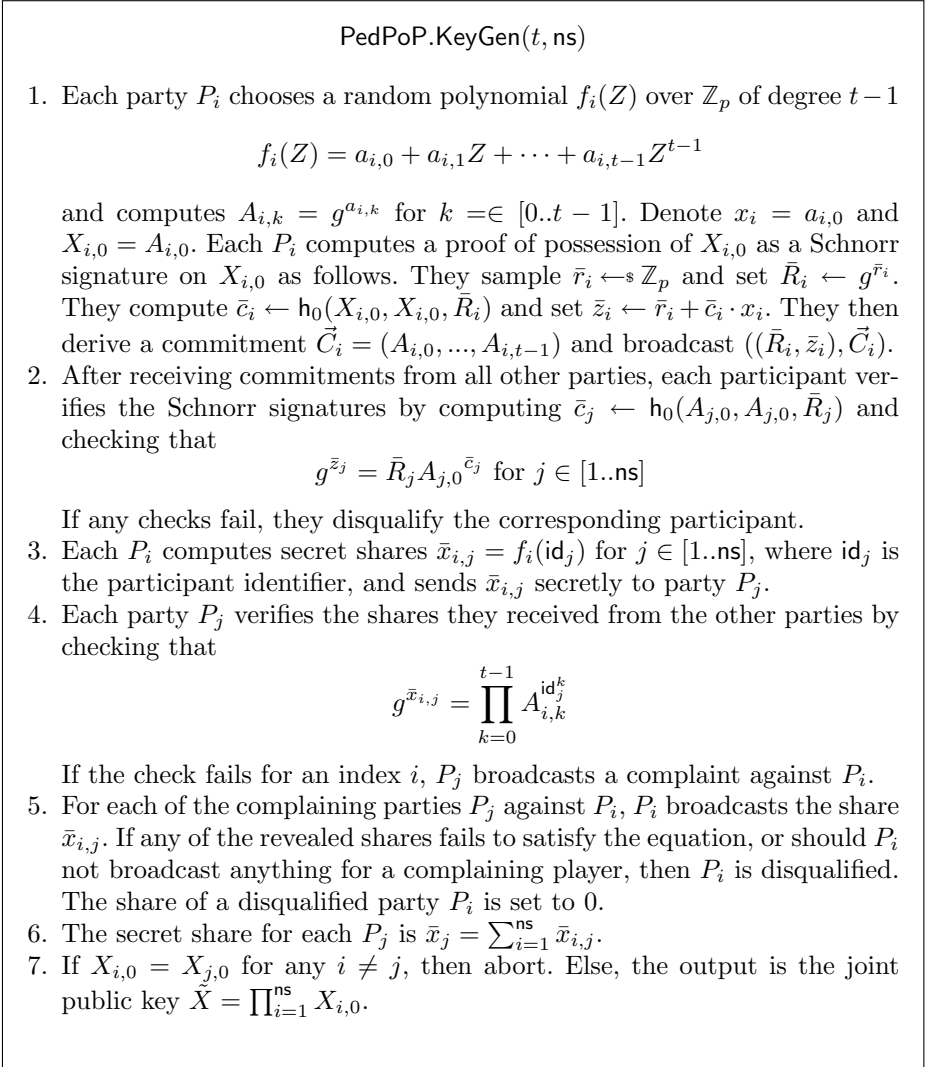 PedPoP.KeyGen(t, ns)
1. Each party P_i chooses a random polynomial f_i(Z) over ℤ_p of degree t − 1
f_i(Z) = a_{i,0} + a_{i,1}Z + ⋯ + a_{i,t−1}Z^{t−1}
and computes A_{i,k} = g^{a_{i,k}} for k =∈ [0..t − 1]. Denote x_i = a_{i,0} and
X_{i,0} = A_{i,0}. Each P_i computes a proof of possession of X_{i,0} as a Schnorr
signature on X_{i,0} as follows. They sample r̄_i ←$ ℤ_p and set R̄_i ← g^{r̄_i}.
They compute c̄_i ← h_0(X_{i,0}, X_{i,0}, R̄_i) and set z̄_i ← r̄_i + c̄_i · x_i. They then
derive a commitment C⃗_i = (A_{i,0}, ..., A_{i,t−1}) and broadcast ((R̄_i, z̄_i), C⃗_i).
2. After receiving commitments from all other parties, each participant ver-
ifies the Schnorr signatures by computing c̄_j ← h_0(A_{j,0}, A_{j,0}, R̄_j) and
checking that
g^{z̄_j} = R̄_j A_{j,0}^{c̄_j} for j ∈ [1..ns]
If any checks fail, they disqualify the corresponding participant.
3. Each P_i computes secret shares x̄_{i,j} = f_i(id_j) for j ∈ [1..ns], where id_j is
the participant identifier, and sends x̄_{i,j} secretly to party P_j.
4. Each party P_j verifies the shares they received from the other parties by
checking that
g^{x̄_{i,j}} = ∏_{k=0}^{t−1} A_{i,k}^{id_j^k}
If the check fails for an index i, P_j broadcasts a complaint against P_i.
5. For each of the complaining parties P_j against P_i, P_i broadcasts the share
x̄_{i,j}. If any of the revealed shares fails to satisfy the equation, or should P_i
not broadcast anything for a complaining player, then P_i is disqualified.
The share of a disqualified party P_i is set to 0.
6. The secret share for each P_j is x̄_j = ∑_{i=1}^{ns} x̄_{i,j}.
7. If X_{i,0} = X_{j,0} for any i ≠ j, then abort. Else, the output is the joint
public key X̃ = ∏_{i=1}^{ns} X_{i,0}.